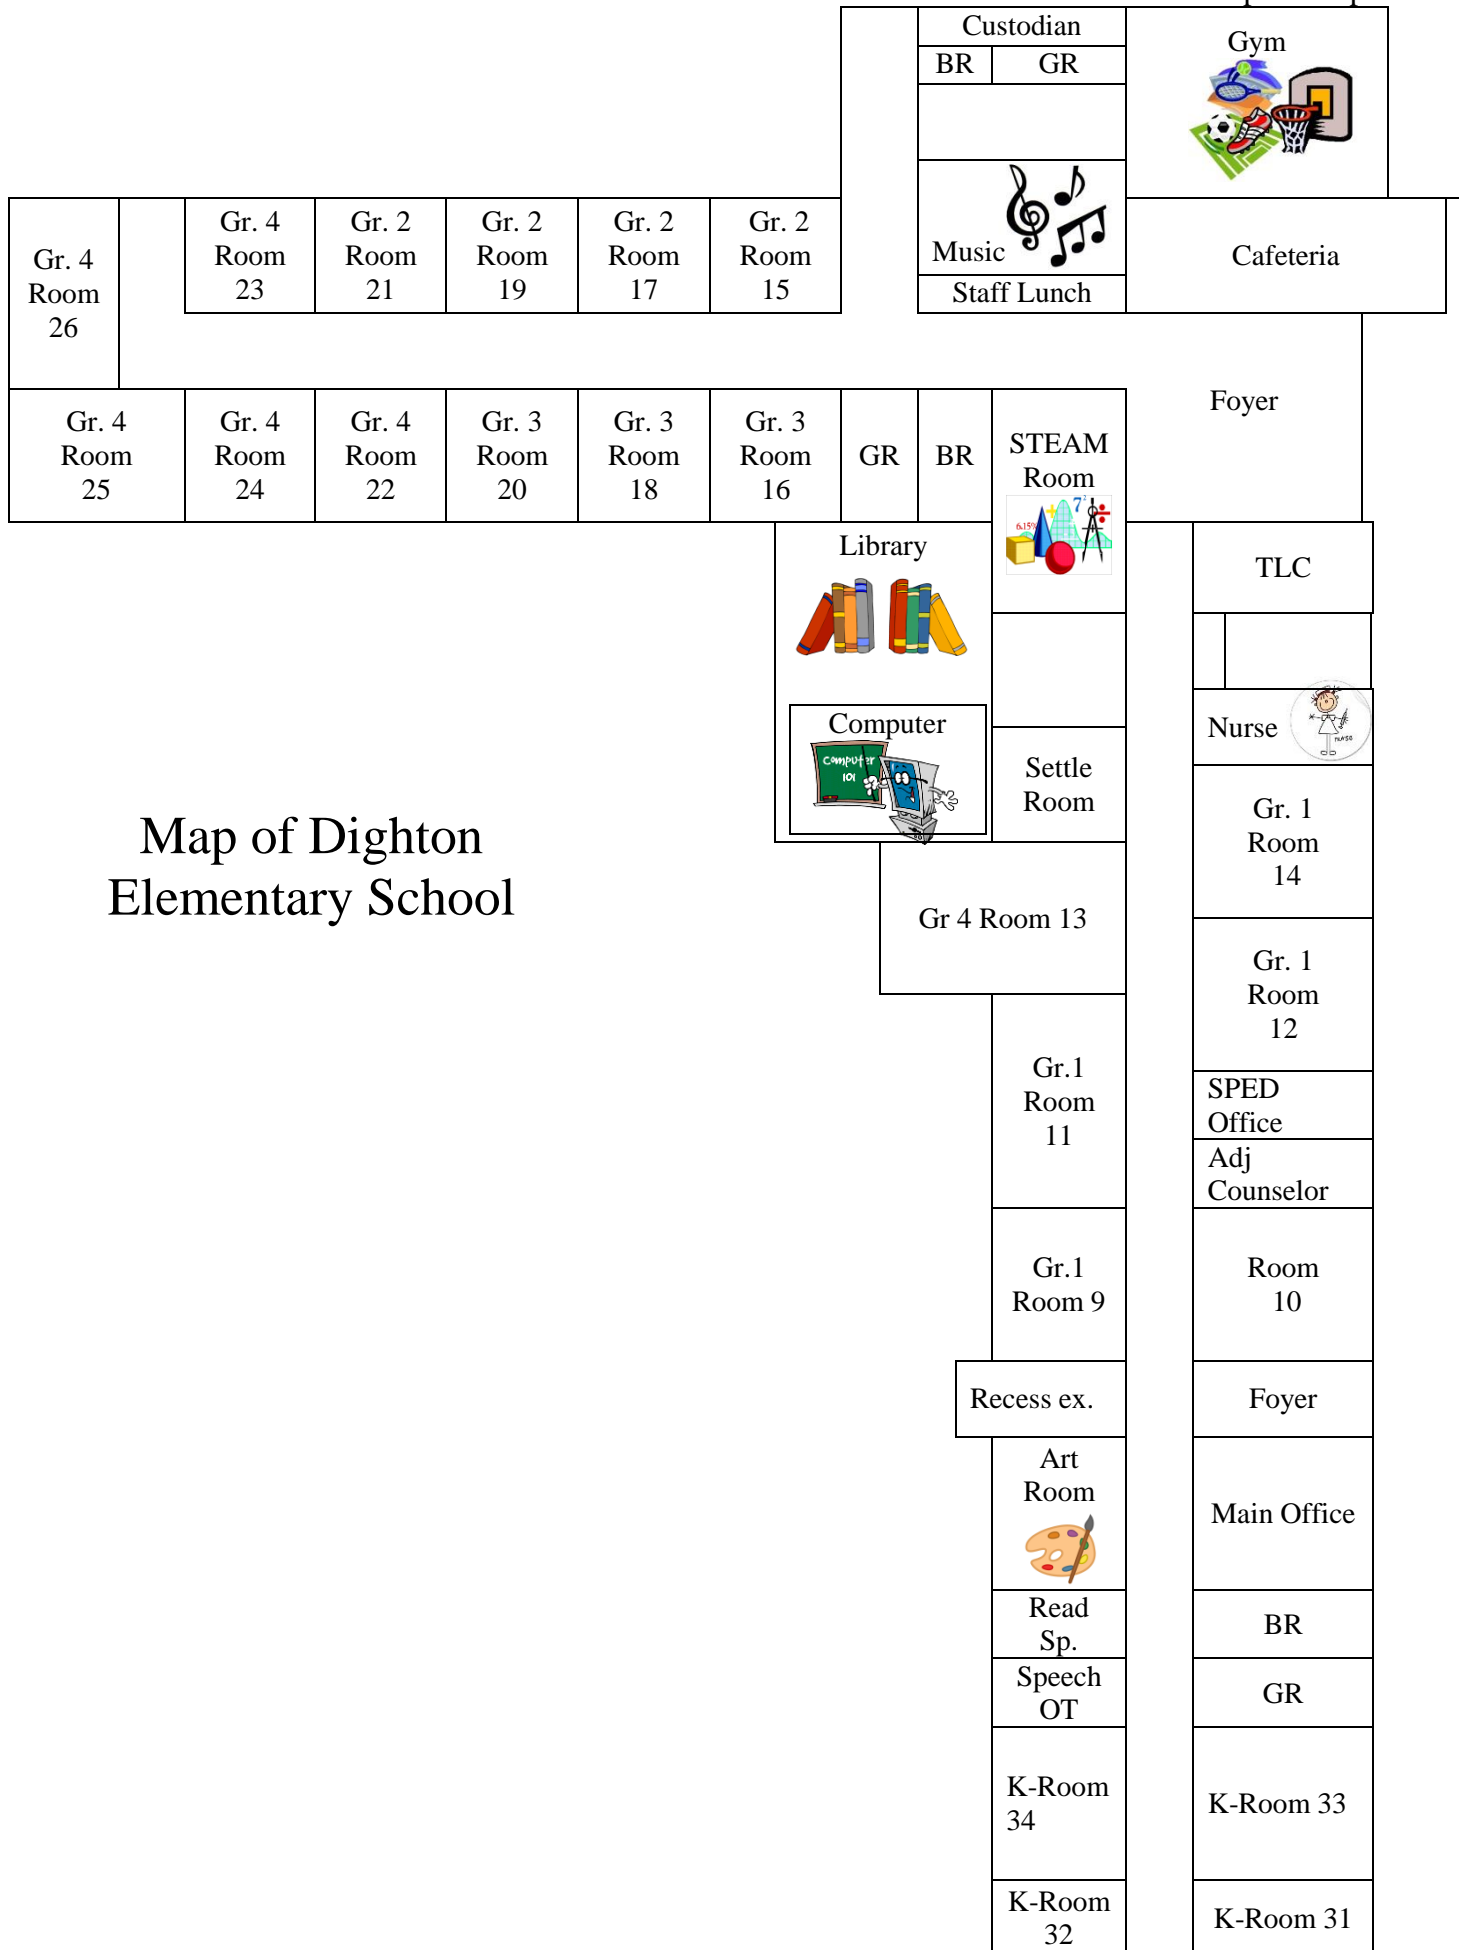 Custodian
Gym
BR
GR
Music
Staff Lunch
Cafeteria
Gr. 4
Room
26
Gr. 4
Room
23
Gr. 2
Room
21
Gr. 2
Room
19
Gr. 2
Room
17
Gr. 2
Room
15
Foyer
Gr. 4
Room
25
Gr. 4
Room
24
Gr. 4
Room
22
Gr. 3
Room
20
Gr. 3
Room
18
Gr. 3
Room
16
GR
BR
STEAM
Room
7²
6.15%
Library
TLC
Computer
Computer
101
Settle
Room
Nurse
NURSE
Gr. 1
Room
14
Map of Dighton
Elementary School
Gr 4 Room 13
Gr. 1
Room
12
Gr.1
Room
11
SPED
Office
Adj
Counselor
Gr.1
Room 9
Room
10
Recess ex.
Foyer
Art
Room
Main Office
Read
Sp.
BR
Speech
OT
GR
K-Room
34
K-Room 33
K-Room
32
K-Room 31